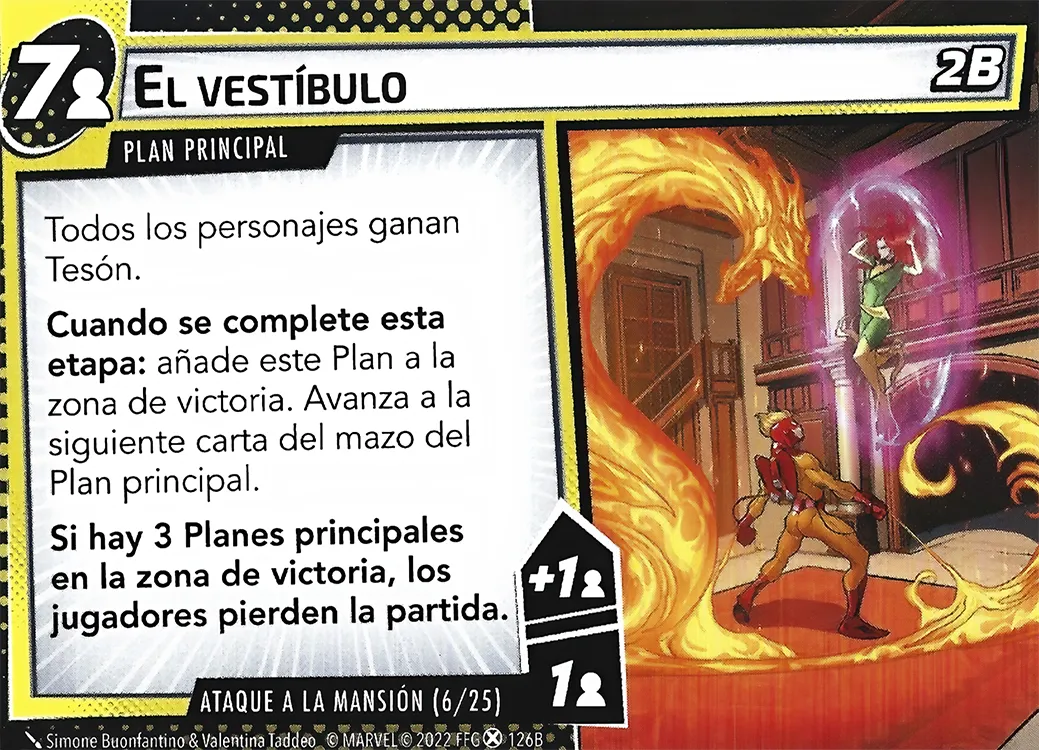 7
EL VESTÍBULO
2B
PLAN PRINCIPAL
Todos los personajes ganan
Tesón.
Cuando se complete esta
etapa: añade este Plan a la
zona de victoria. Avanza a la
siguiente carta del mazo del
Plan principal.
Si hay 3 Planes principales
en la zona de victoria, los
jugadores pierden la partida.
+1
1
ATAQUE A LA MANSIÓN (6/25)
Simone Buonfantino & Valentina Taddeo © MARVEL © 2022 FFG 126B